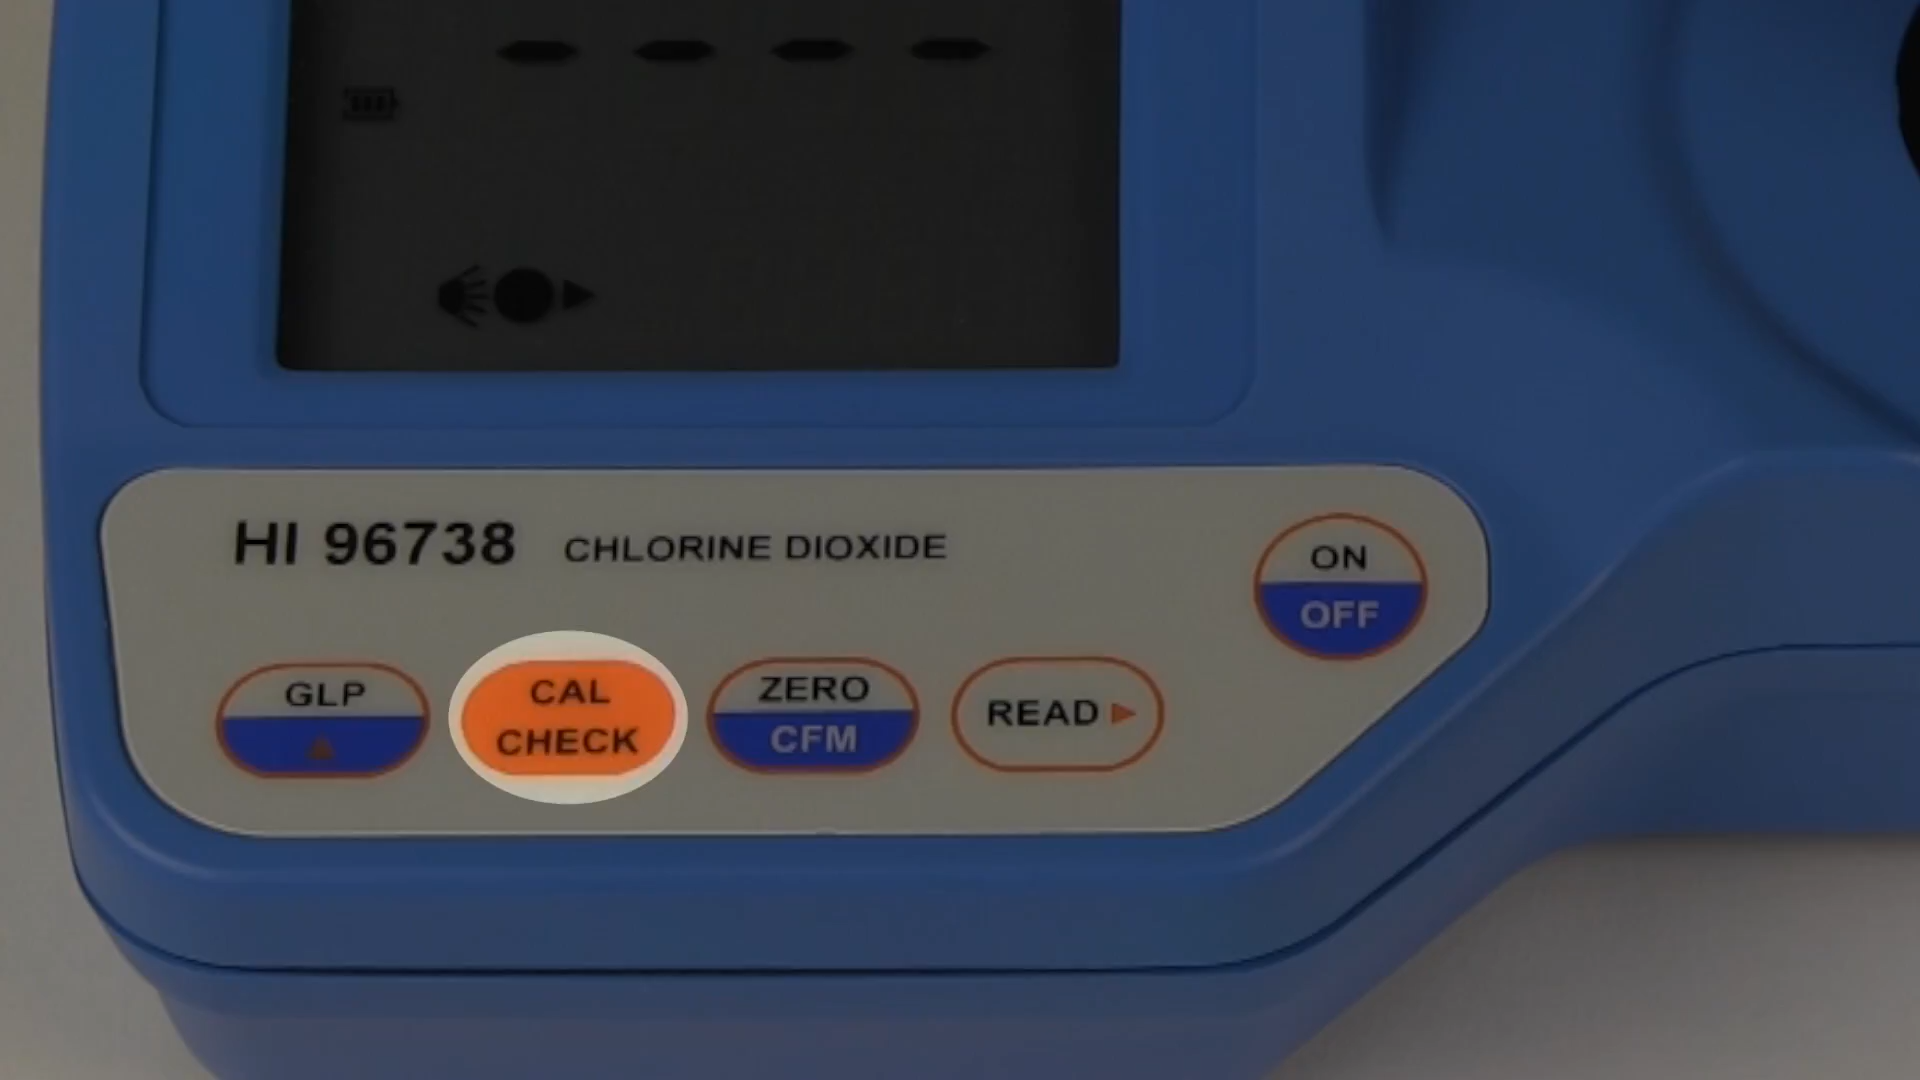 HI 96738 CHLORINE DIOXIDE
ON
OFF
GLP
CAL
CHECK
ZERO
CFM
READ